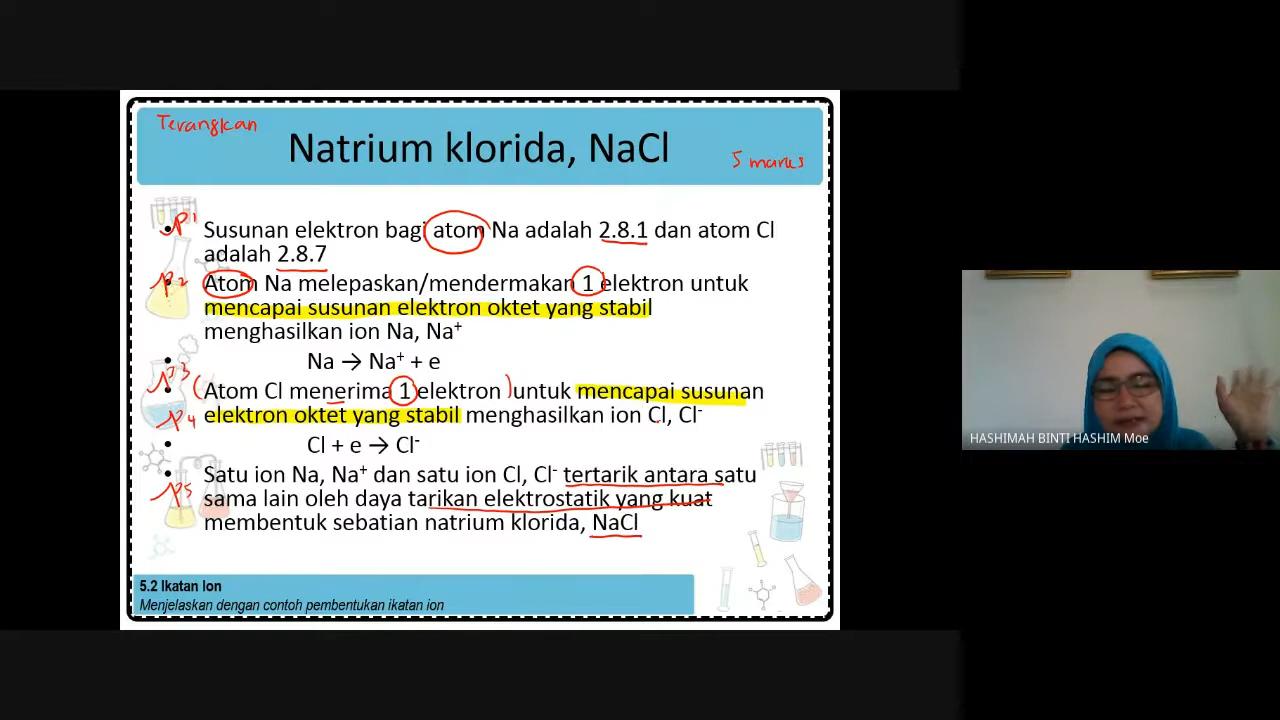 Terangkan
Natrium klorida, NaCl
5 marks
P1
Susunan elektron bagi atom Na adalah 2.8.1 dan atom Cl
adalah 2.8.7
P2
Atom Na melepaskan/mendermakan 1 elektron untuk
mencapai susunan elektron oktet yang stabil
menghasilkan ion Na, Na⁺
Na → Na⁺ + e
P3
(Atom Cl menerima 1 elektron) untuk mencapai susunan
P4
elektron oktet yang stabil menghasilkan ion Cl, Cl⁻
Cl + e → Cl⁻
Satu ion Na, Na⁺ dan satu ion Cl, Cl⁻ tertarik antara satu
P5
sama lain oleh daya tarikan elektrostatik yang kuat
membentuk sebatian natrium klorida, NaCl
5.2 Ikatan Ion
Menjelaskan dengan contoh pembentukan ikatan ion
HASHIMAH BINTI HASHIM Moe